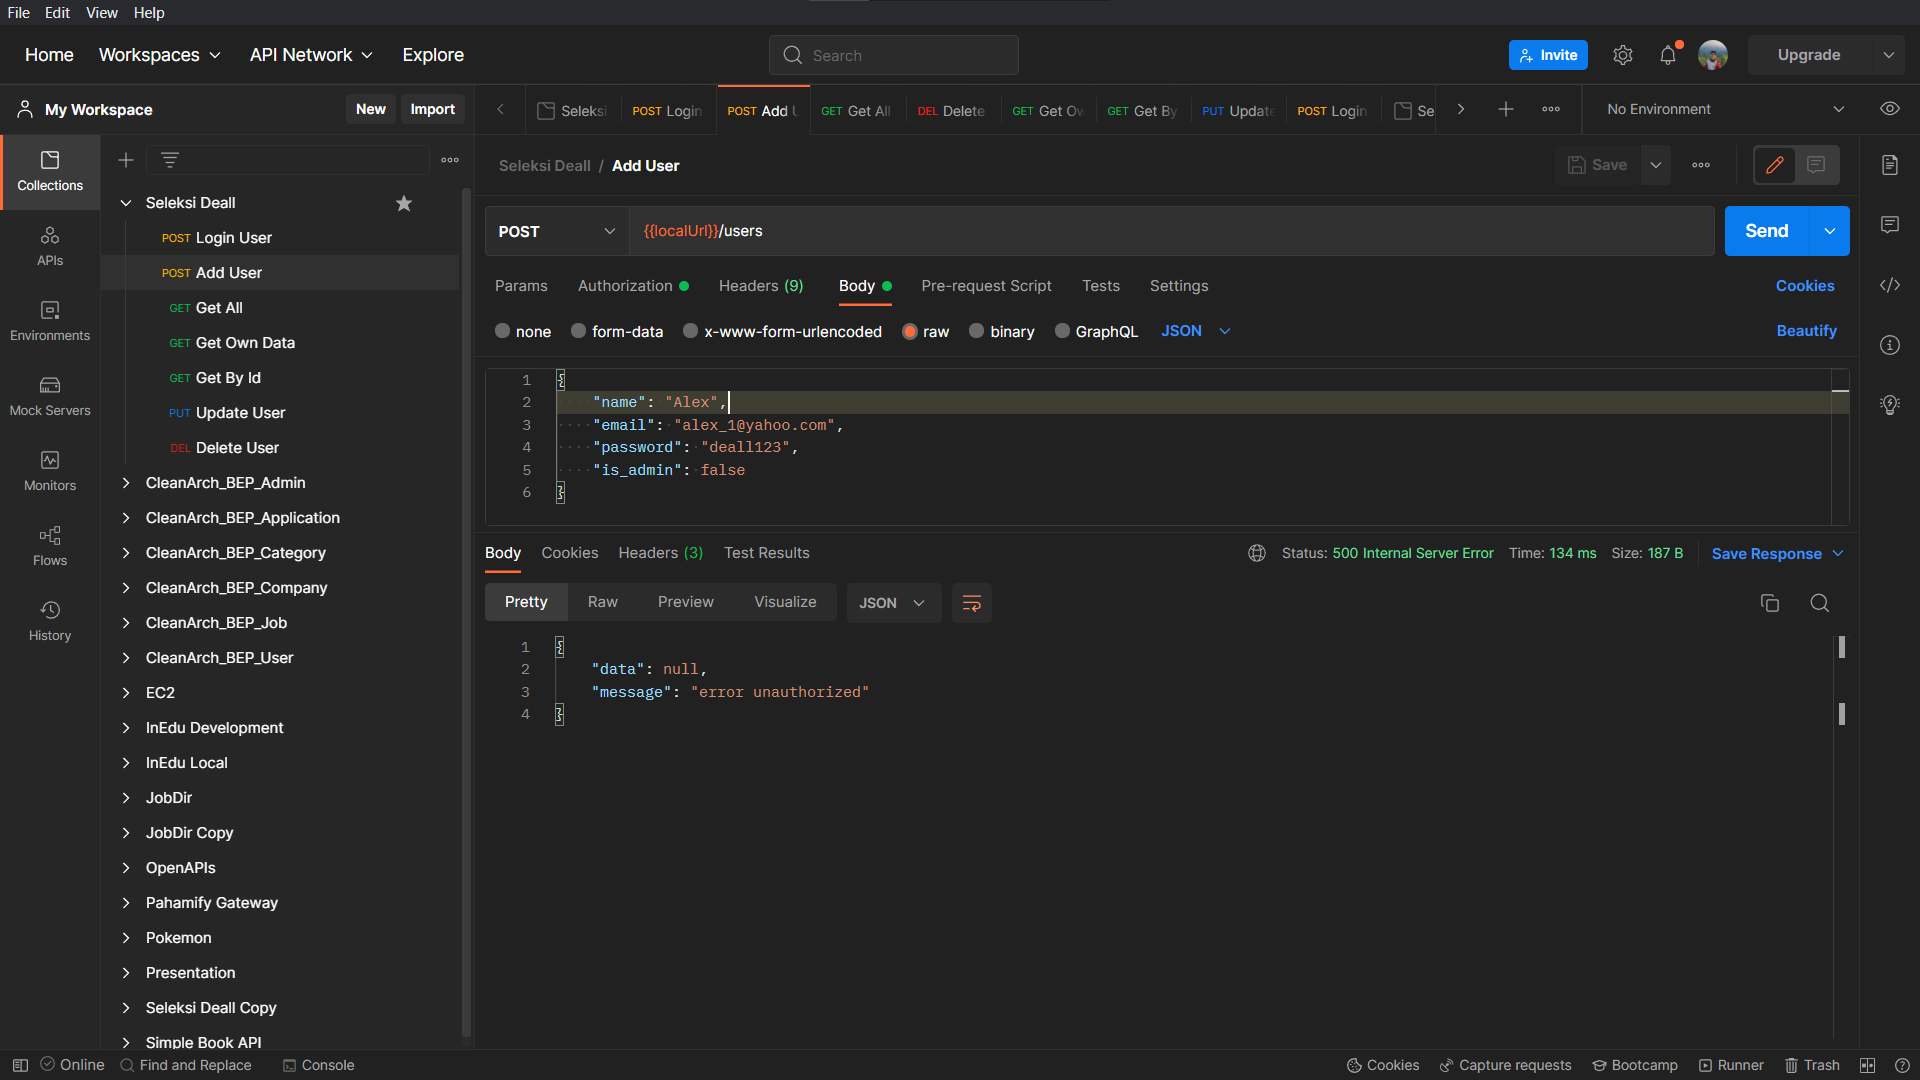 File Edit View Help
Home Workspaces API Network Explore Search Invite Upgrade
My Workspace New Import
Seleksi POST Login POST Add GET Get All DEL Delete GET Get GET Get By PUT Update POST Login Se No Environment
Collections
APIs
Environments
Mock Servers
Monitors
Flows
History
Seleksi Deall
POST Login User
POST Add User
GET Get All
GET Get Own Data
GET Get By Id
PUT Update User
DEL Delete User
CleanArch_BEP_Admin
CleanArch_BEP_Application
CleanArch_BEP_Category
CleanArch_BEP_Company
CleanArch_BEP_Job
CleanArch_BEP_User
EC2
InEdu Development
InEdu Local
JobDir
JobDir Copy
OpenAPIs
Pahamify Gateway
Pokemon
Presentation
Seleksi Deall Copy
Simple Book API
Seleksi Deall / Add User Save
POST {{localUrl}}/users Send
Params Authorization Headers (9) Body Pre-request Script Tests Settings Cookies
none form-data x-www-form-urlencoded raw binary GraphQL JSON Beautify
1 {
2 "name": "Alex",
3 "email": "alex_1@yahoo.com",
4 "password": "deall123",
5 "is_admin": false
6 }
Body Cookies Headers (3) Test Results Status: 500 Internal Server Error Time: 134 ms Size: 187 B Save Response
Pretty Raw Preview Visualize JSON
1 {
2 "data": null,
3 "message": "error unauthorized"
4 }
Online Find and Replace Console Cookies Capture requests Bootcamp Runner Trash